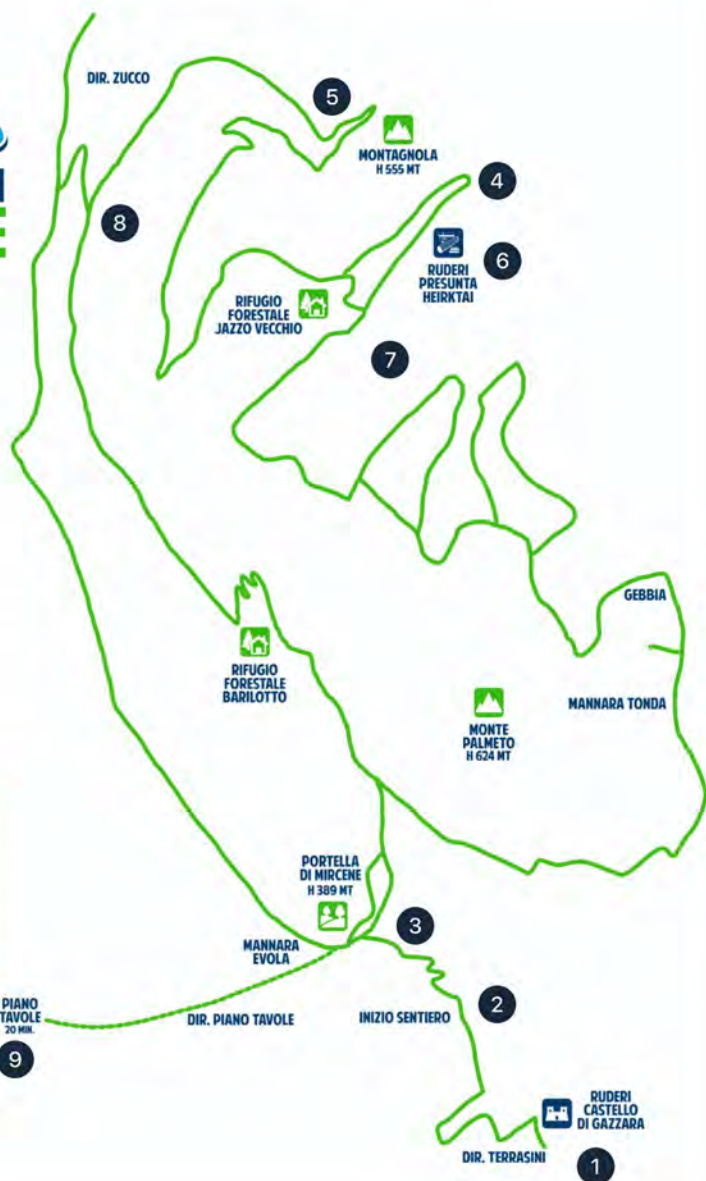 DIR. ZUCCO
5
MONTAGNOLA
H 555 MT
4
8
RUDERI
PRESUNTA
HEIRKTAI
6
RIFUGIO
FORESTALE
JAZZO VECCHIO
7
GEBBIA
RIFUGIO
FORESTALE
BARILOTTO
MONTE
PALMETO
H 624 MT
MANNARA TONDA
PORTELLA
DI MIRCENE
H 389 MT
3
MANNARA
EVOLA
2
PIANO
TAVOLE
20 MIN.
DIR. PIANO TAVOLE
INIZIO SENTIERO
9
RUDERI
CASTELLO
DI GAZZARA
DIR. TERRASINI
1